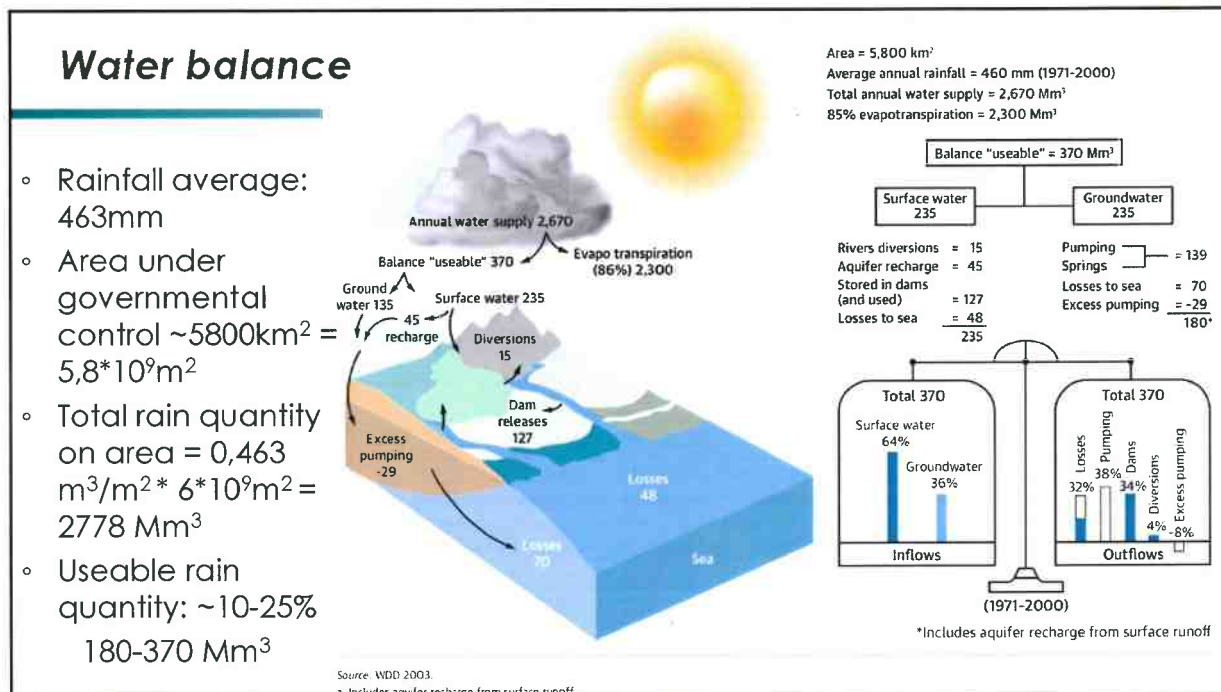 Water balance
◦ Rainfall average:
463mm
◦ Area under
governmental
control ~5800km² =
5,8*10⁹m²
◦ Total rain quantity
on area = 0,463
m³/m² * 6*10⁹m² =
2778 Mm³
◦ Useable rain
quantity: ~10-25%
180-370 Mm³
Annual water supply 2,670
Evapo transpiration
(86%) 2,300
Balance "useable" 370
Ground
water 135
Surface water 235
45
recharge
Diversions
15
Dam
releases
127
Excess
pumping
-29
Losses
48
Losses
70
Sea
Source: WDD 2003.
a. Includes aquifer recharge from surface runoff
Area = 5,800 km²
Average annual rainfall = 460 mm (1971-2000)
Total annual water supply = 2,670 Mm³
85% evapotranspiration = 2,300 Mm³
Balance "useable" = 370 Mm³
Surface water
235
Groundwater
235
Rivers diversions = 15
Aquifer recharge = 45
Stored in dams
(and used) = 127
Losses to sea = 48
235
Pumping
Springs
= 139
Losses to sea = 70
Excess pumping = -29
180*
Total 370
Surface water
64%
Groundwater
36%
Inflows
Total 370
Losses
32%
Pumping
38%
Dams
34%
Diversions
4%
Excess pumping
-8%
Outflows
(1971-2000)
*Includes aquifer recharge from surface runoff